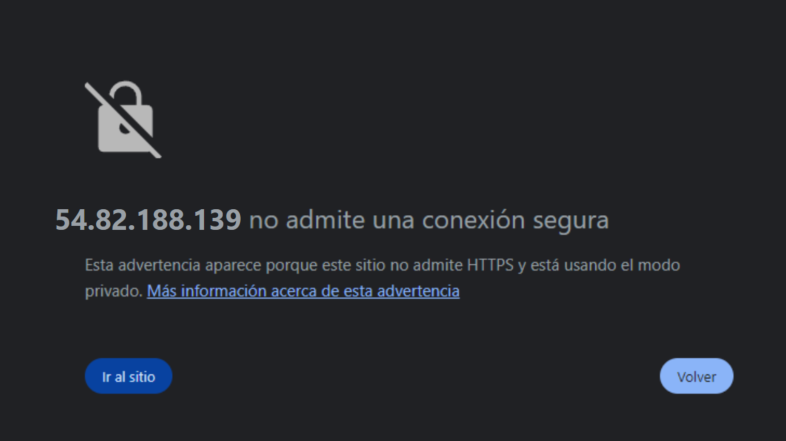 54.82.188.139 no admite una conexión segura
Esta advertencia aparece porque este sitio no admite HTTPS y está usando el modo
privado. Más información acerca de esta advertencia
Ir al sitio
Volver